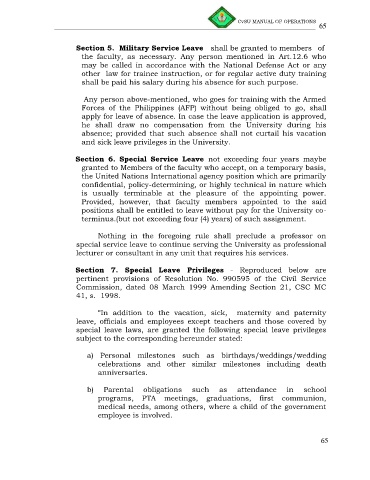 CvSU MANUAL OF OPERATIONS
65
Section 5. Military Service Leave shall be granted to members of
the faculty, as necessary. Any person mentioned in Art.12.6 who
may be called in accordance with the National Defense Act or any
other law for trainee instruction, or for regular active duty training
shall be paid his salary during his absence for such purpose.
Any person above-mentioned, who goes for training with the Armed
Forces of the Philippines (AFP) without being obliged to go, shall
apply for leave of absence. In case the leave application is approved,
he shall draw no compensation from the University during his
absence; provided that such absence shall not curtail his vacation
and sick leave privileges in the University.
Section 6. Special Service Leave not exceeding four years maybe
granted to Members of the faculty who accept, on a temporary basis,
the United Nations International agency position which are primarily
confidential, policy-determining, or highly technical in nature which
is usually terminable at the pleasure of the appointing power.
Provided, however, that faculty members appointed to the said
positions shall be entitled to leave without pay for the University co-
terminus.(but not exceeding four (4) years) of such assignment.
Nothing in the foregoing rule shall preclude a professor on
special service leave to continue serving the University as professional
lecturer or consultant in any unit that requires his services.
Section 7. Special Leave Privileges - Reproduced below are
pertinent provisions of Resolution No. 990595 of the Civil Service
Commission, dated 08 March 1999 Amending Section 21, CSC MC
41, s. 1998.
"In addition to the vacation, sick, maternity and paternity
leave, officials and employees except teachers and those covered by
special leave laws, are granted the following special leave privileges
subject to the corresponding hereunder stated:
a) Personal milestones such as birthdays/weddings/wedding
celebrations and other similar milestones including death
anniversaries.
b) Parental obligations such as attendance in school
programs, PTA meetings, graduations, first communion,
medical needs, among others, where a child of the government
employee is involved.
65